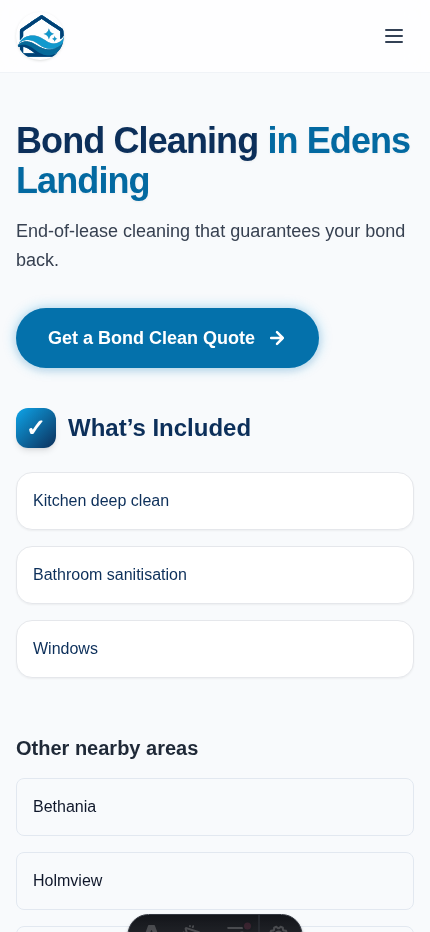 Bond Cleaning in Edens
Landing
End-of-lease cleaning that guarantees your bond
back.
Get a Bond Clean Quote →
✓ What’s Included
Kitchen deep clean
Bathroom sanitisation
Windows
Other nearby areas
Bethania
Holmview